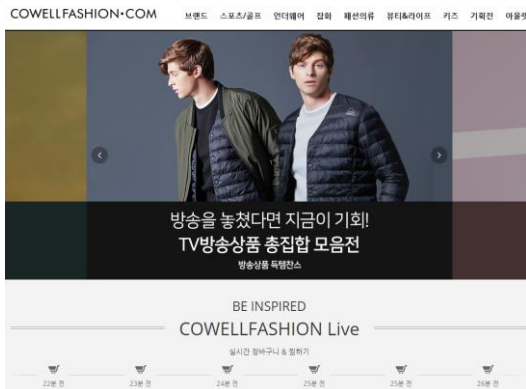 COWELLFASHION•COM
브랜드 스포츠/골프 언더웨어 잡화 패션의류 뷰티&라이프 키즈 기획전 아울렛
방송을 놓쳤다면 지금이 기회!
TV방송상품 총집합 모음전
방송상품 득템찬스
BE INSPIRED
COWELLFASHION Live
실시간 장바구니 & 찜하기
22분 전 23분 전 24분 전 25분 전 25분 전 26분 전